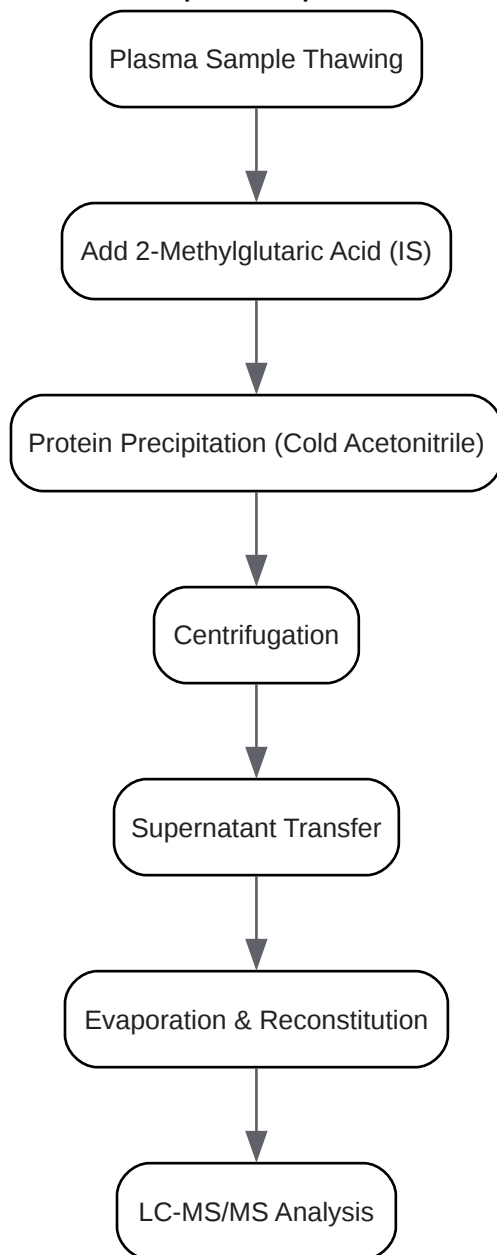 Plasma Sample Thawing
Add 2-Methylglutaric Acid (IS)
Protein Precipitation (Cold Acetonitrile)
Centrifugation
Supernatant Transfer
Evaporation & Reconstitution
LC-MS/MS Analysis